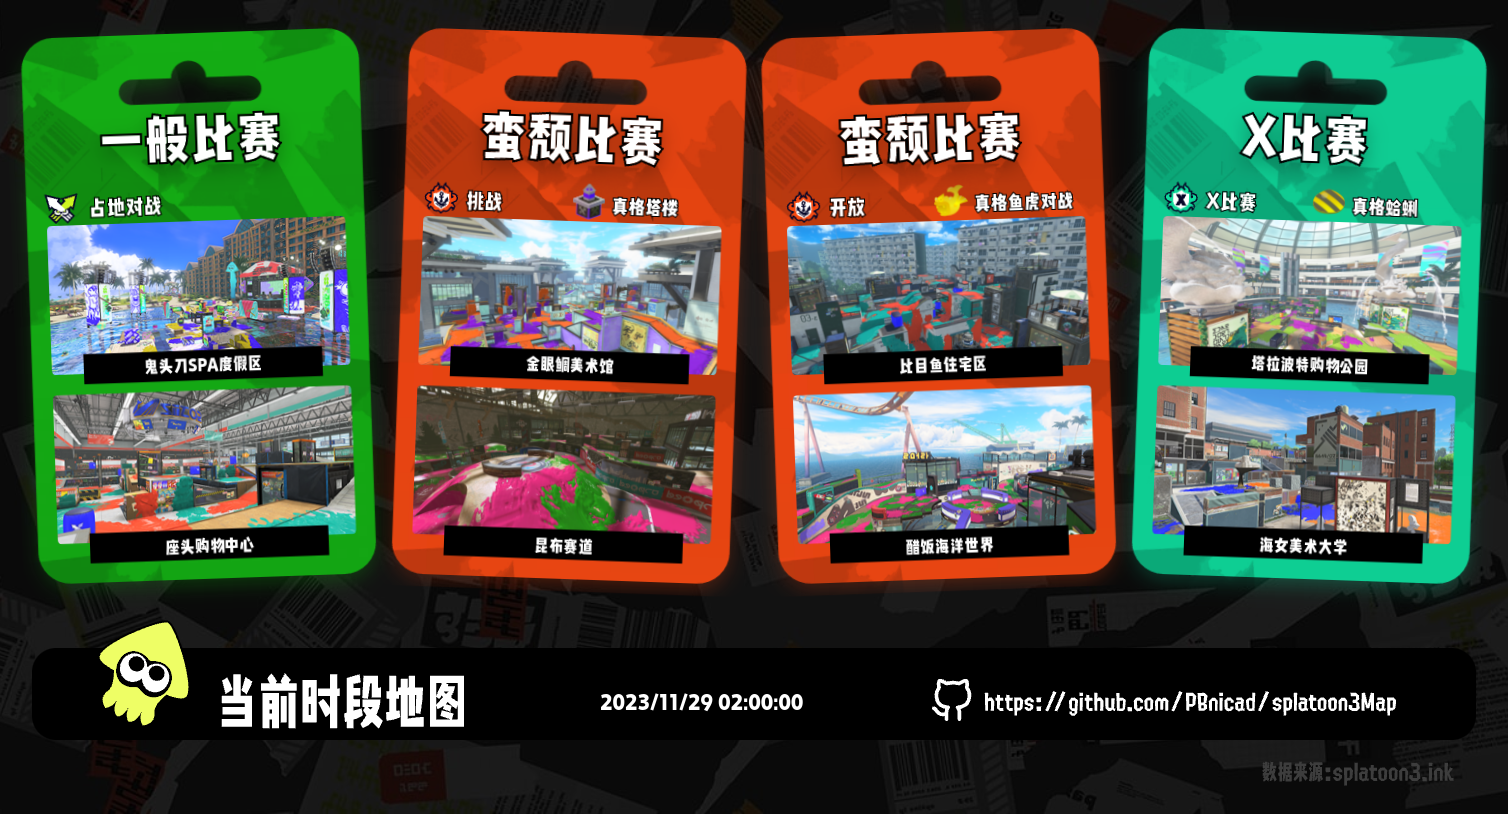 一般比赛
占地对战
鬼头刀SPA度假区
座头购物中心
蛮颓比赛
挑战
真格塔楼
金眼鲷美术馆
昆布赛道
蛮颓比赛
开放
真格鱼虎对战
比目鱼住宅区
醋饭海洋世界
X比赛
X比赛
真格蛤蜊
塔拉波特购物公园
海女美术大学
当前时段地图
2023/11/29 02:00:00
https://github.com/PBnicad/splatoon3Map
数据来源:splatoon3.ink